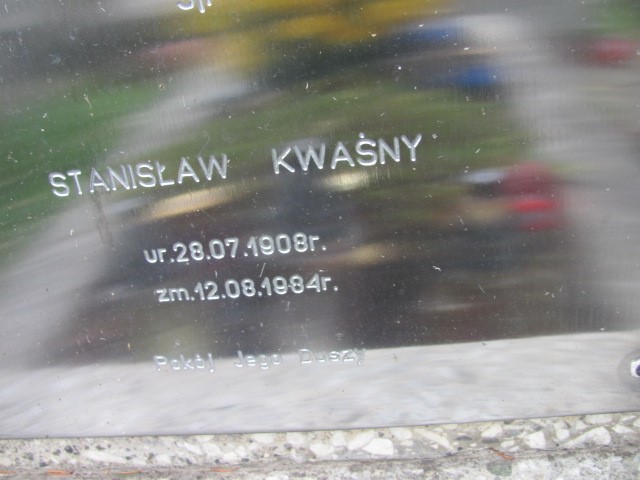 STANISŁAW KWAŚNY
ur.28.07.1908r.
zm.12.08.1984r.
Pokój Jego Duszy